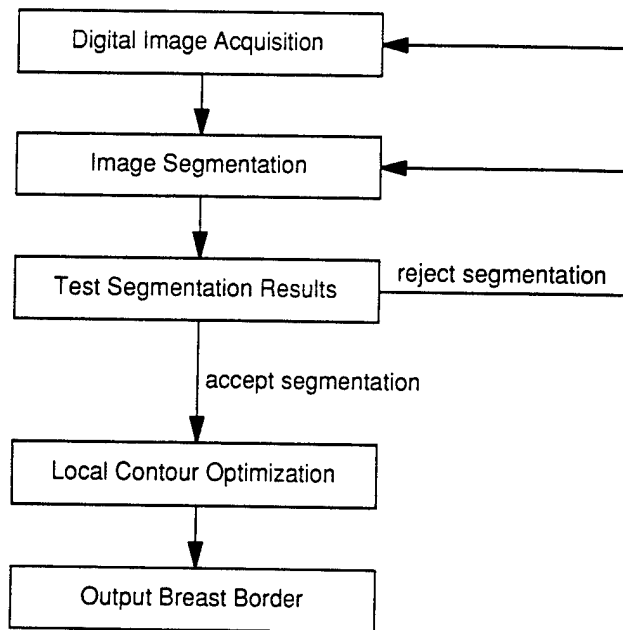 Digital Image Acquisition
Image Segmentation
Test Segmentation Results
reject segmentation
accept segmentation
Local Contour Optimization
Output Breast Border